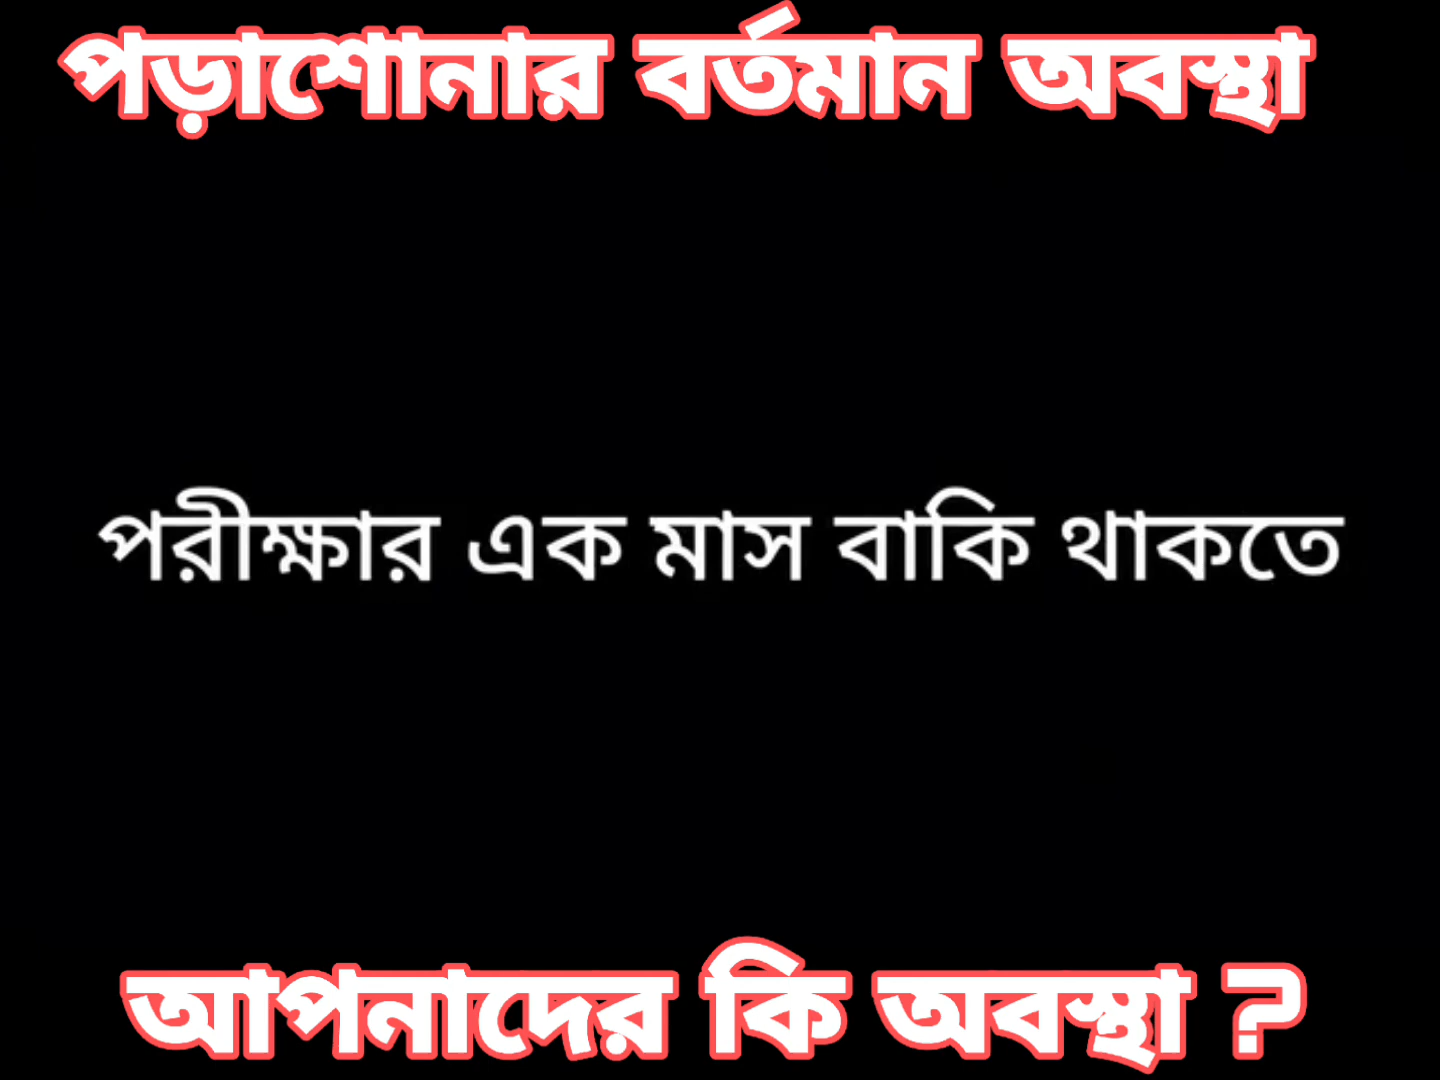 পড়াশোনার বর্তমান অবস্থা
পরীক্ষার এক মাস বাকি থাকতে
আপনাদের কি অবস্থা ?